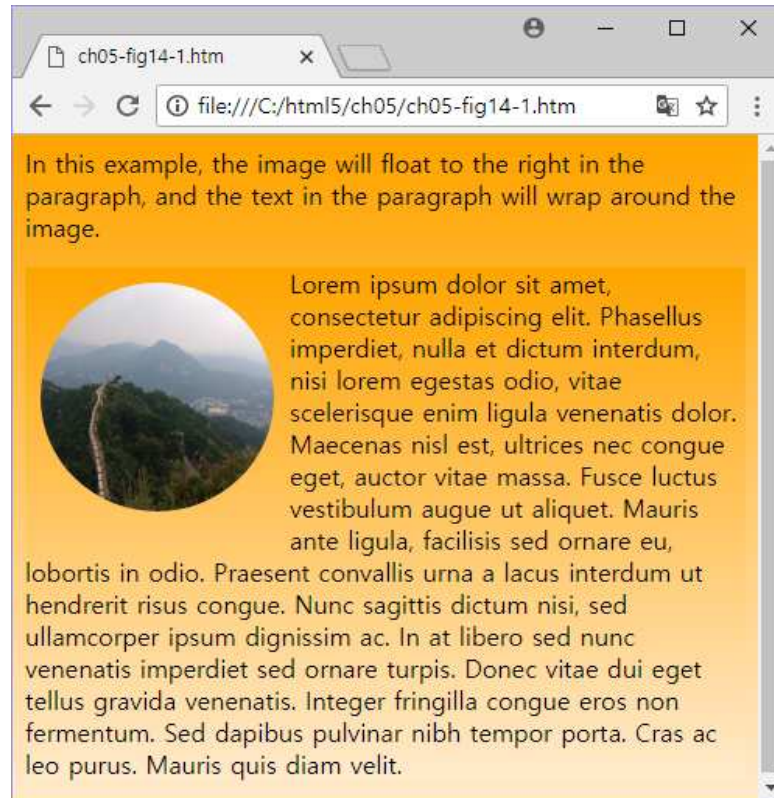 ch05-fig14-1.htm
file:///C:/html5/ch05/ch05-fig14-1.htm
In this example, the image will float to the right in the
paragraph, and the text in the paragraph will wrap around the
image.
Lorem ipsum dolor sit amet,
consectetur adipiscing elit. Phasellus
imperdiet, nulla et dictum interdum,
nisi lorem egestas odio, vitae
scelerisque enim ligula venenatis dolor.
Maecenas nisl est, ultrices nec congue
eget, auctor vitae massa. Fusce luctus
vestibulum augue ut aliquet. Mauris
ante ligula, facilisis sed ornare eu,
lobortis in odio. Praesent convallis urna a lacus interdum ut
hendrerit risus congue. Nunc sagittis dictum nisi, sed
ullamcorper ipsum dignissim ac. In at libero sed nunc
venenatis imperdiet sed ornare turpis. Donec vitae dui eget
tellus gravida venenatis. Integer fringilla congue eros non
fermentum. Sed dapibus pulvinar nibh tempor porta. Cras ac
leo purus. Mauris quis diam velit.